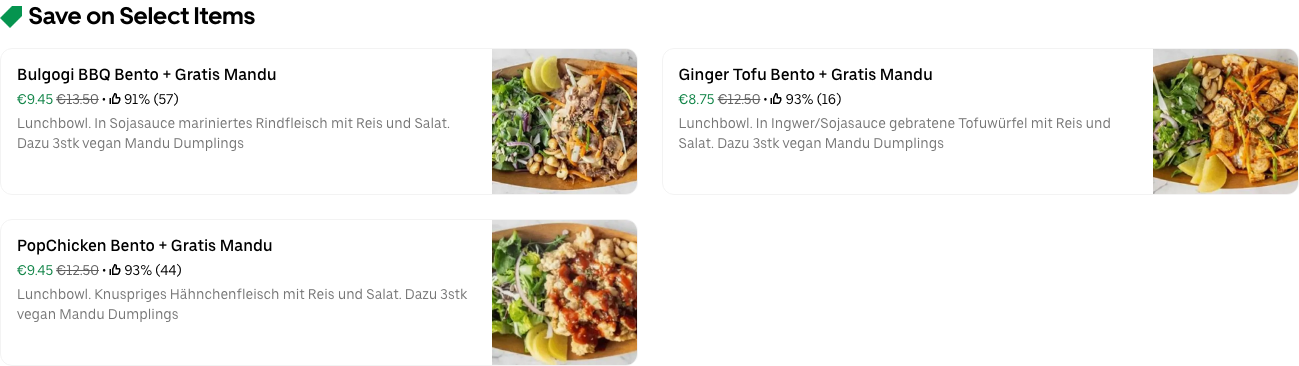 Save on Select Items
Bulgogi BBQ Bento + Gratis Mandu
€9.45 €13.50 • 91% (57)
Lunchbowl. In Sojasauce mariniertes Rindfleisch mit Reis und Salat.
Dazu 3stk vegan Mandu Dumplings
Ginger Tofu Bento + Gratis Mandu
€8.75 €12.50 • 93% (16)
Lunchbowl. In Ingwer/Sojasauce gebratene Tofuwürfel mit Reis und
Salat. Dazu 3stk vegan Mandu Dumplings
PopChicken Bento + Gratis Mandu
€9.45 €12.50 • 93% (44)
Lunchbowl. Knuspriges Hähnchenfleisch mit Reis und Salat. Dazu 3stk
vegan Mandu Dumplings